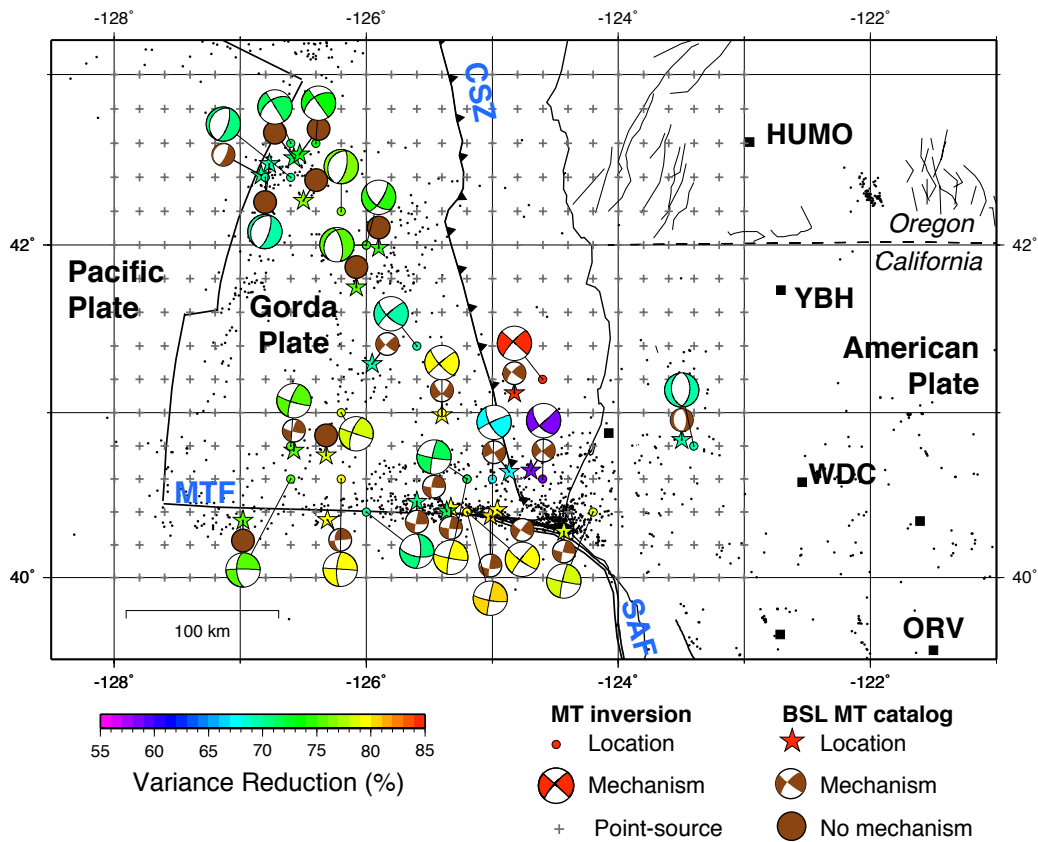 -128° -126° -124° -122°
CSZ
HUMO
Oregon
42° 42°
California
Pacific
Plate
YBH
Gorda
Plate
American
Plate
WDC
MTF
40° 40°
SAF
ORV
100 km
-128° -126° -124° -122°
55 60 65 70 75 80 85
Variance Reduction (%)
MT inversion
Location
Mechanism
Point-source
BSL MT catalog
Location
Mechanism
No mechanism